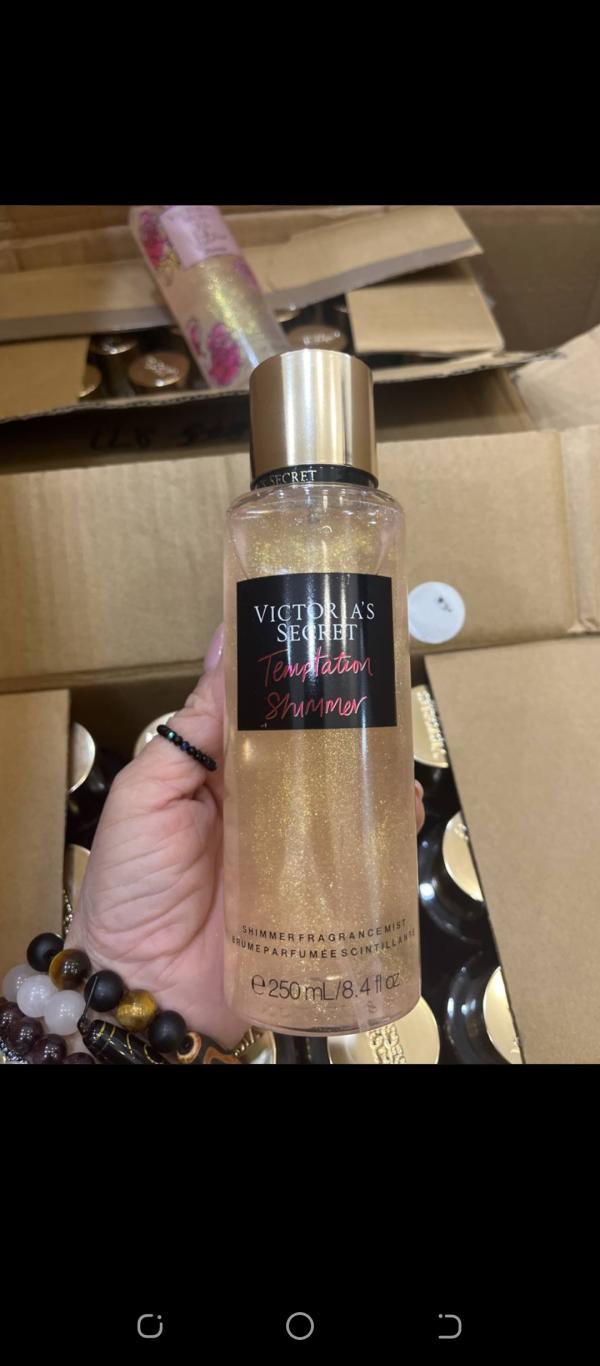 SECRET
VICTORIA'S
SECRET
Temptation
Shimmer
SHIMMER FRAGRANCE MIST
BRUME PARFUMÉE SCINTILLANTE
℮ 250 mL/8.4 fl oz